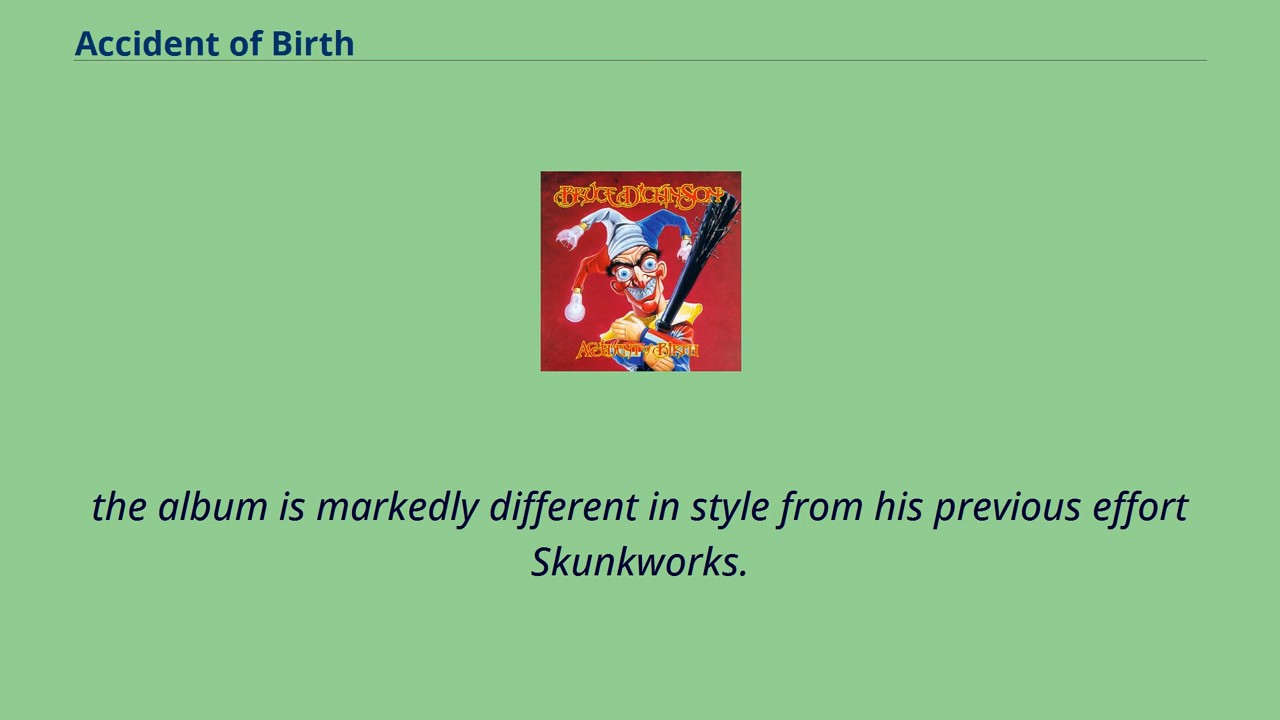 Accident of Birth
BRUCE DICKINSON
ACCIDENT OF BIRTH
the album is markedly different in style from his previous effort
Skunkworks.